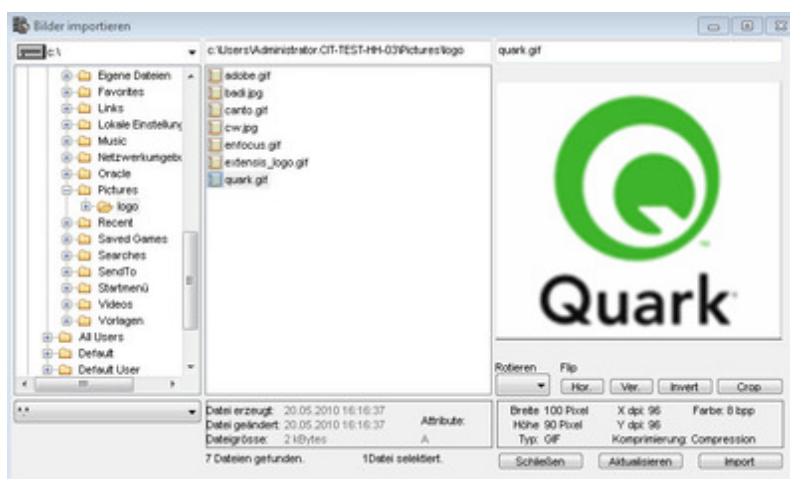 Bilder importieren
c:\
c:\Users\Administrator.CIT-TEST-HH-03\Pictures\logo
quark.gif
Eigene Dateien
Favorites
Links
Lokale Einstellung
Music
Netzwerkumgebu
Oracle
Pictures
logo
Recent
Saved Games
Searches
SendTo
Startmenü
Videos
Vorlagen
All Users
Default
Default User
*.*
adobe.gif
badi.jpg
canto.gif
cw.jpg
enfocus.gif
extensis_logo.gif
quark.gif
Quark
TM
Rotieren
Flip
Hor.
Ver.
Invert
Crop
Datei erzeugt: 20.05.2010 16:16:37
Datei geändert: 20.05.2010 16:16:37
Attribute:
Dateigrösse: 2 kBytes
A
Breite 100 Pixel X dpi: 96 Farbe: 8 bpp
Höhe 90 Pixel Y dpi: 96
Typ: GIF Komprimierung: Compression
7 Dateien gefunden. 1Datei selektiert.
Schließen
Aktualisieren
Import